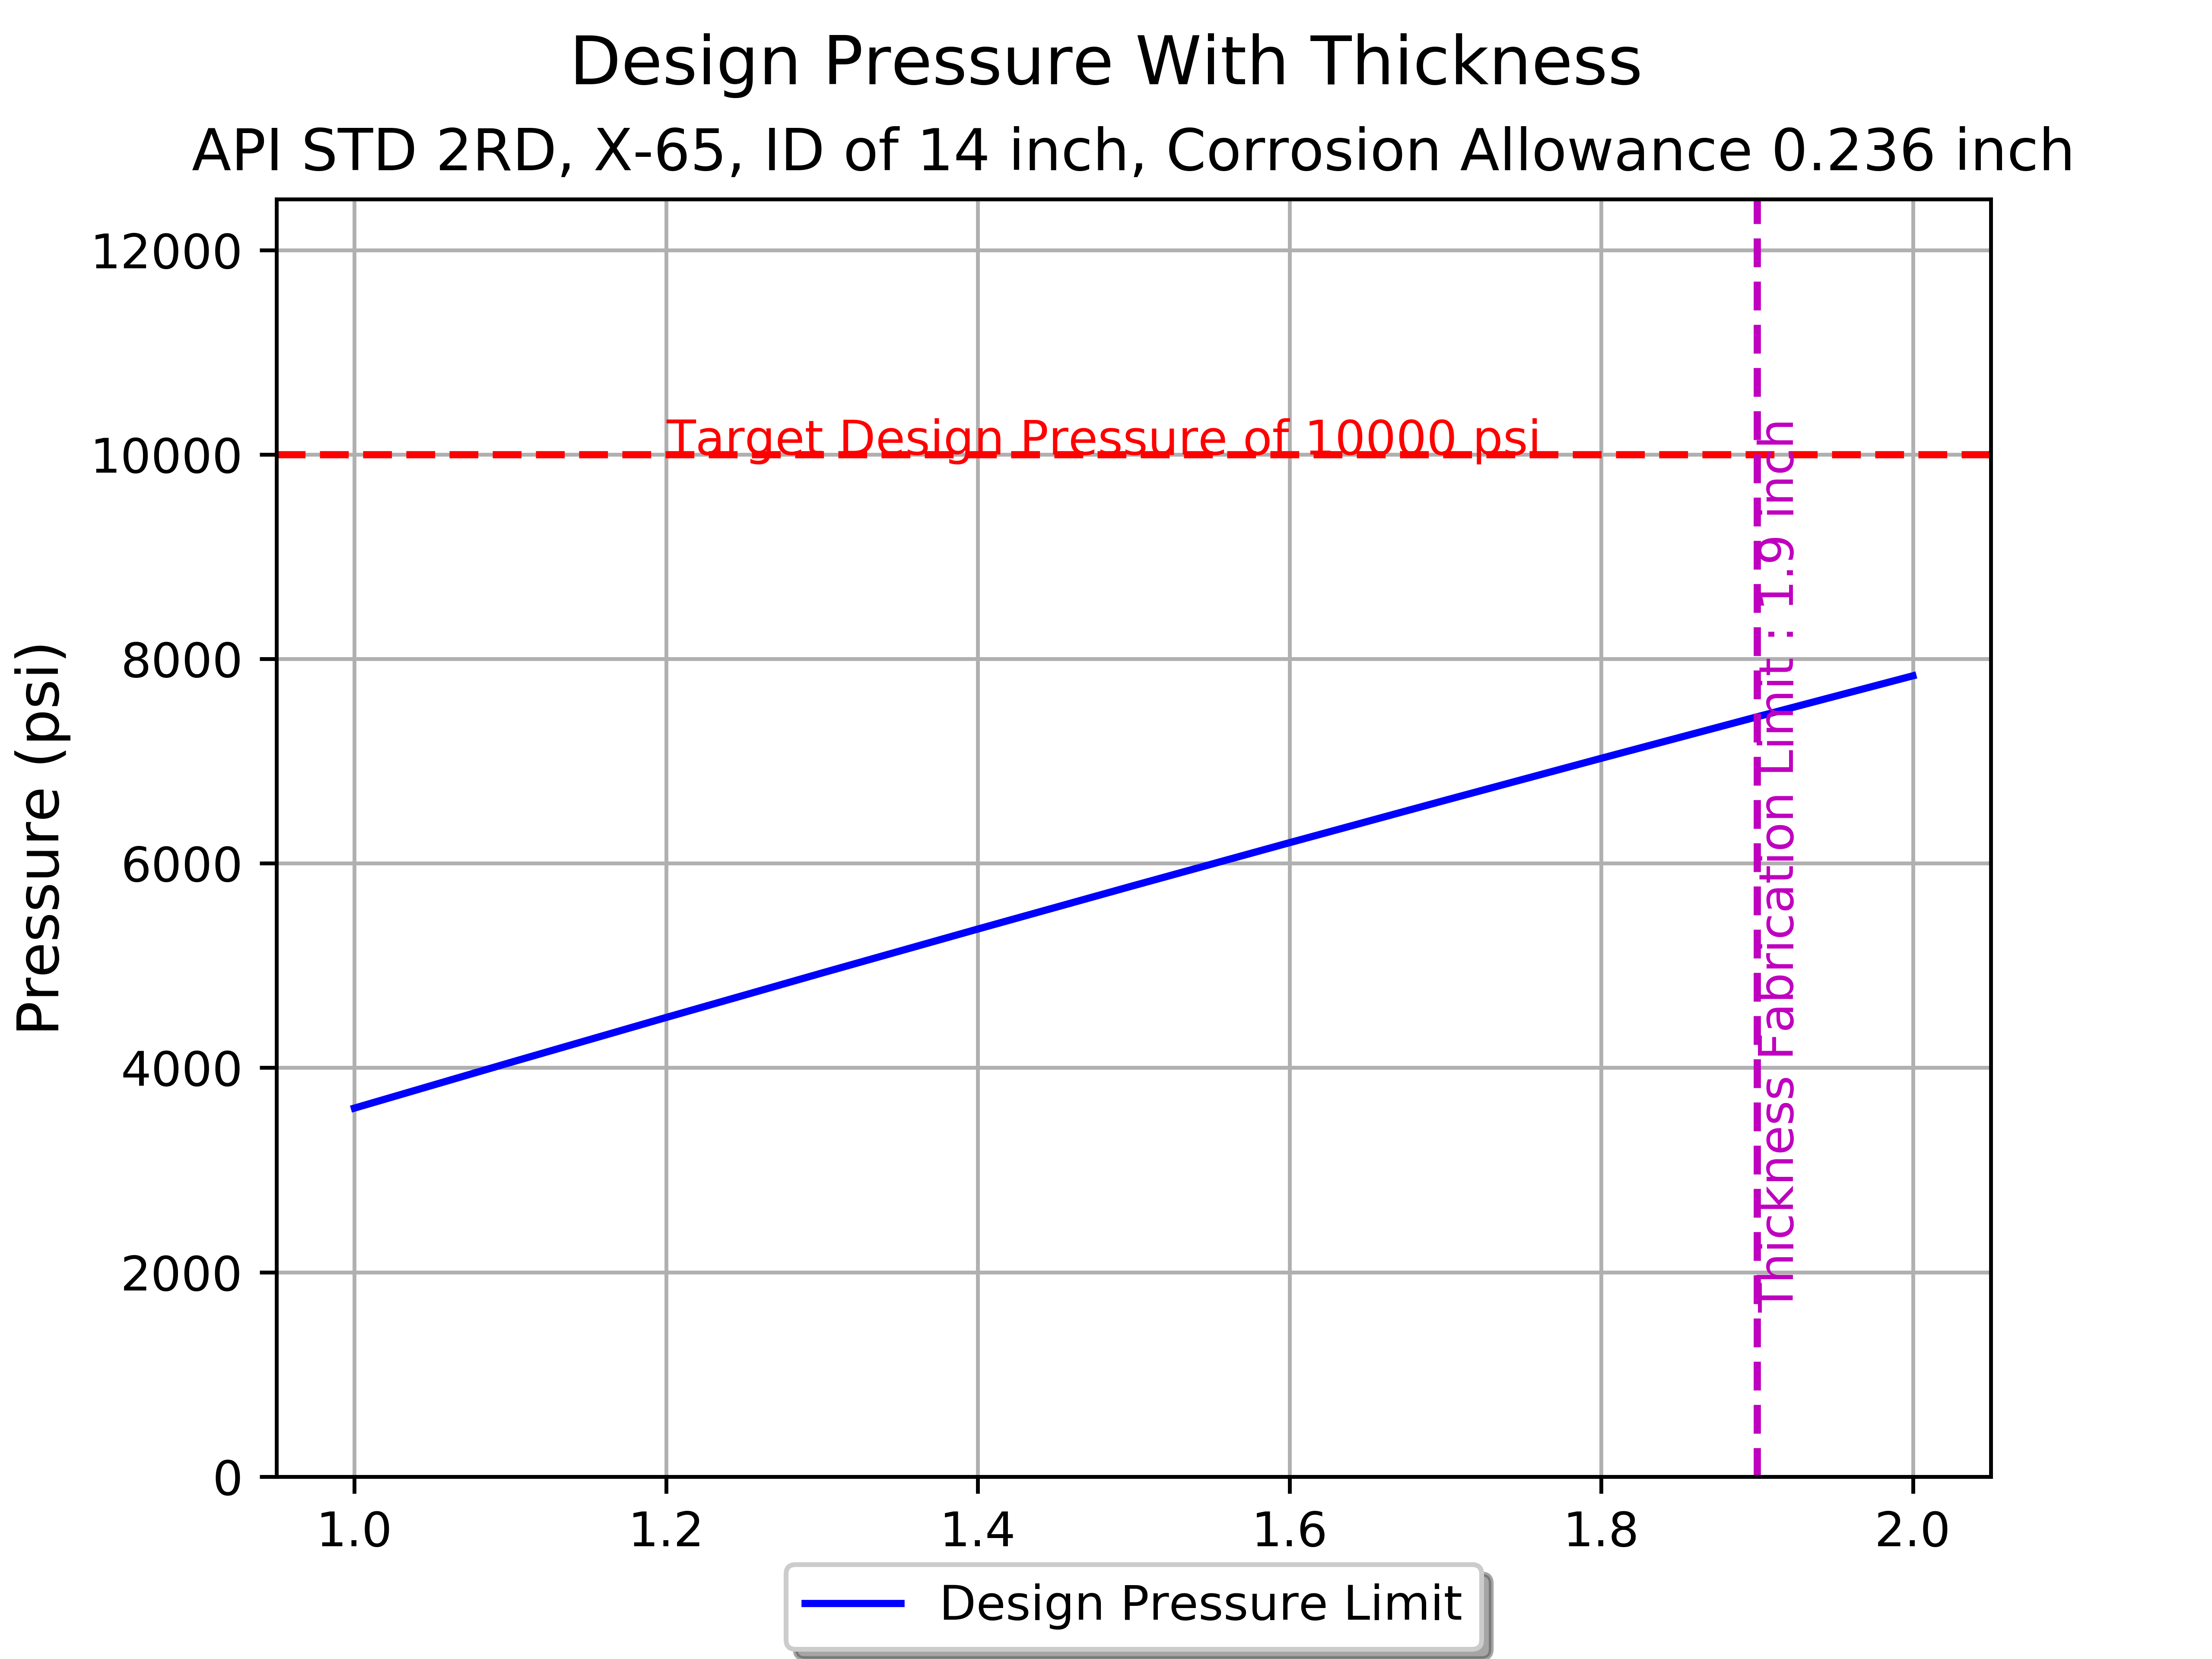 Design Pressure With Thickness
API STD 2RD, X-65, ID of 14 inch, Corrosion Allowance 0.236 inch
12000
10000
8000
6000
4000
2000
0
Pressure (psi)
Target Design Pressure of 10000 psi
Thickness Fabrication Limit : 1.9 inch
1.0 1.2 1.4 1.6 1.8 2.0
Design Pressure Limit